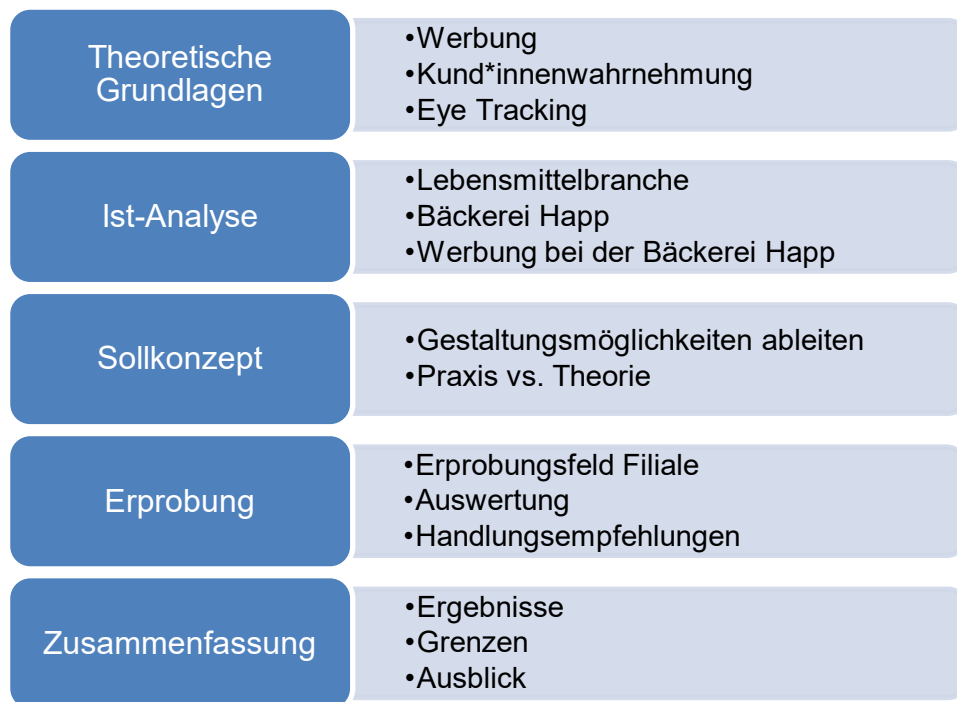 Theoretische
Grundlagen
•Werbung
•Kund*innenwahrnehmung
•Eye Tracking
Ist-Analyse
•Lebensmittelbranche
•Bäckerei Happ
•Werbung bei der Bäckerei Happ
Sollkonzept
•Gestaltungsmöglichkeiten ableiten
•Praxis vs. Theorie
Erprobung
•Erprobungsfeld Filiale
•Auswertung
•Handlungsempfehlungen
Zusammenfassung
•Ergebnisse
•Grenzen
•Ausblick